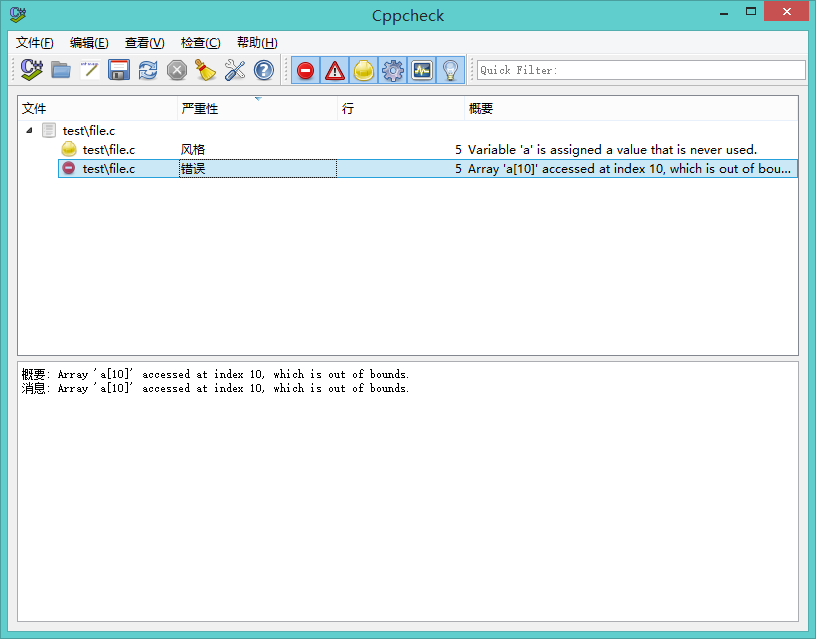 Cppcheck
文件(F) 编辑(E) 查看(V) 检查(C) 帮助(H)
Quick Filter:
文件 严重性 行 概要
test\file.c
test\file.c 风格 5 Variable 'a' is assigned a value that is never used.
test\file.c 错误 5 Array 'a[10]' accessed at index 10, which is out of bou...
概要: Array 'a[10]' accessed at index 10, which is out of bounds.
消息: Array 'a[10]' accessed at index 10, which is out of bounds.